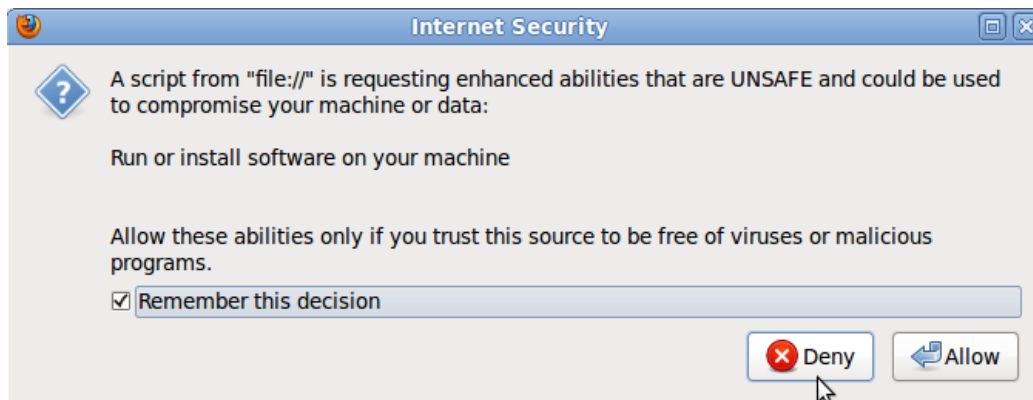 Internet Security
A script from "file://" is requesting enhanced abilities that are UNSAFE and could be used
to compromise your machine or data:
Run or install software on your machine
Allow these abilities only if you trust this source to be free of viruses or malicious
programs.
Remember this decision
Deny
Allow